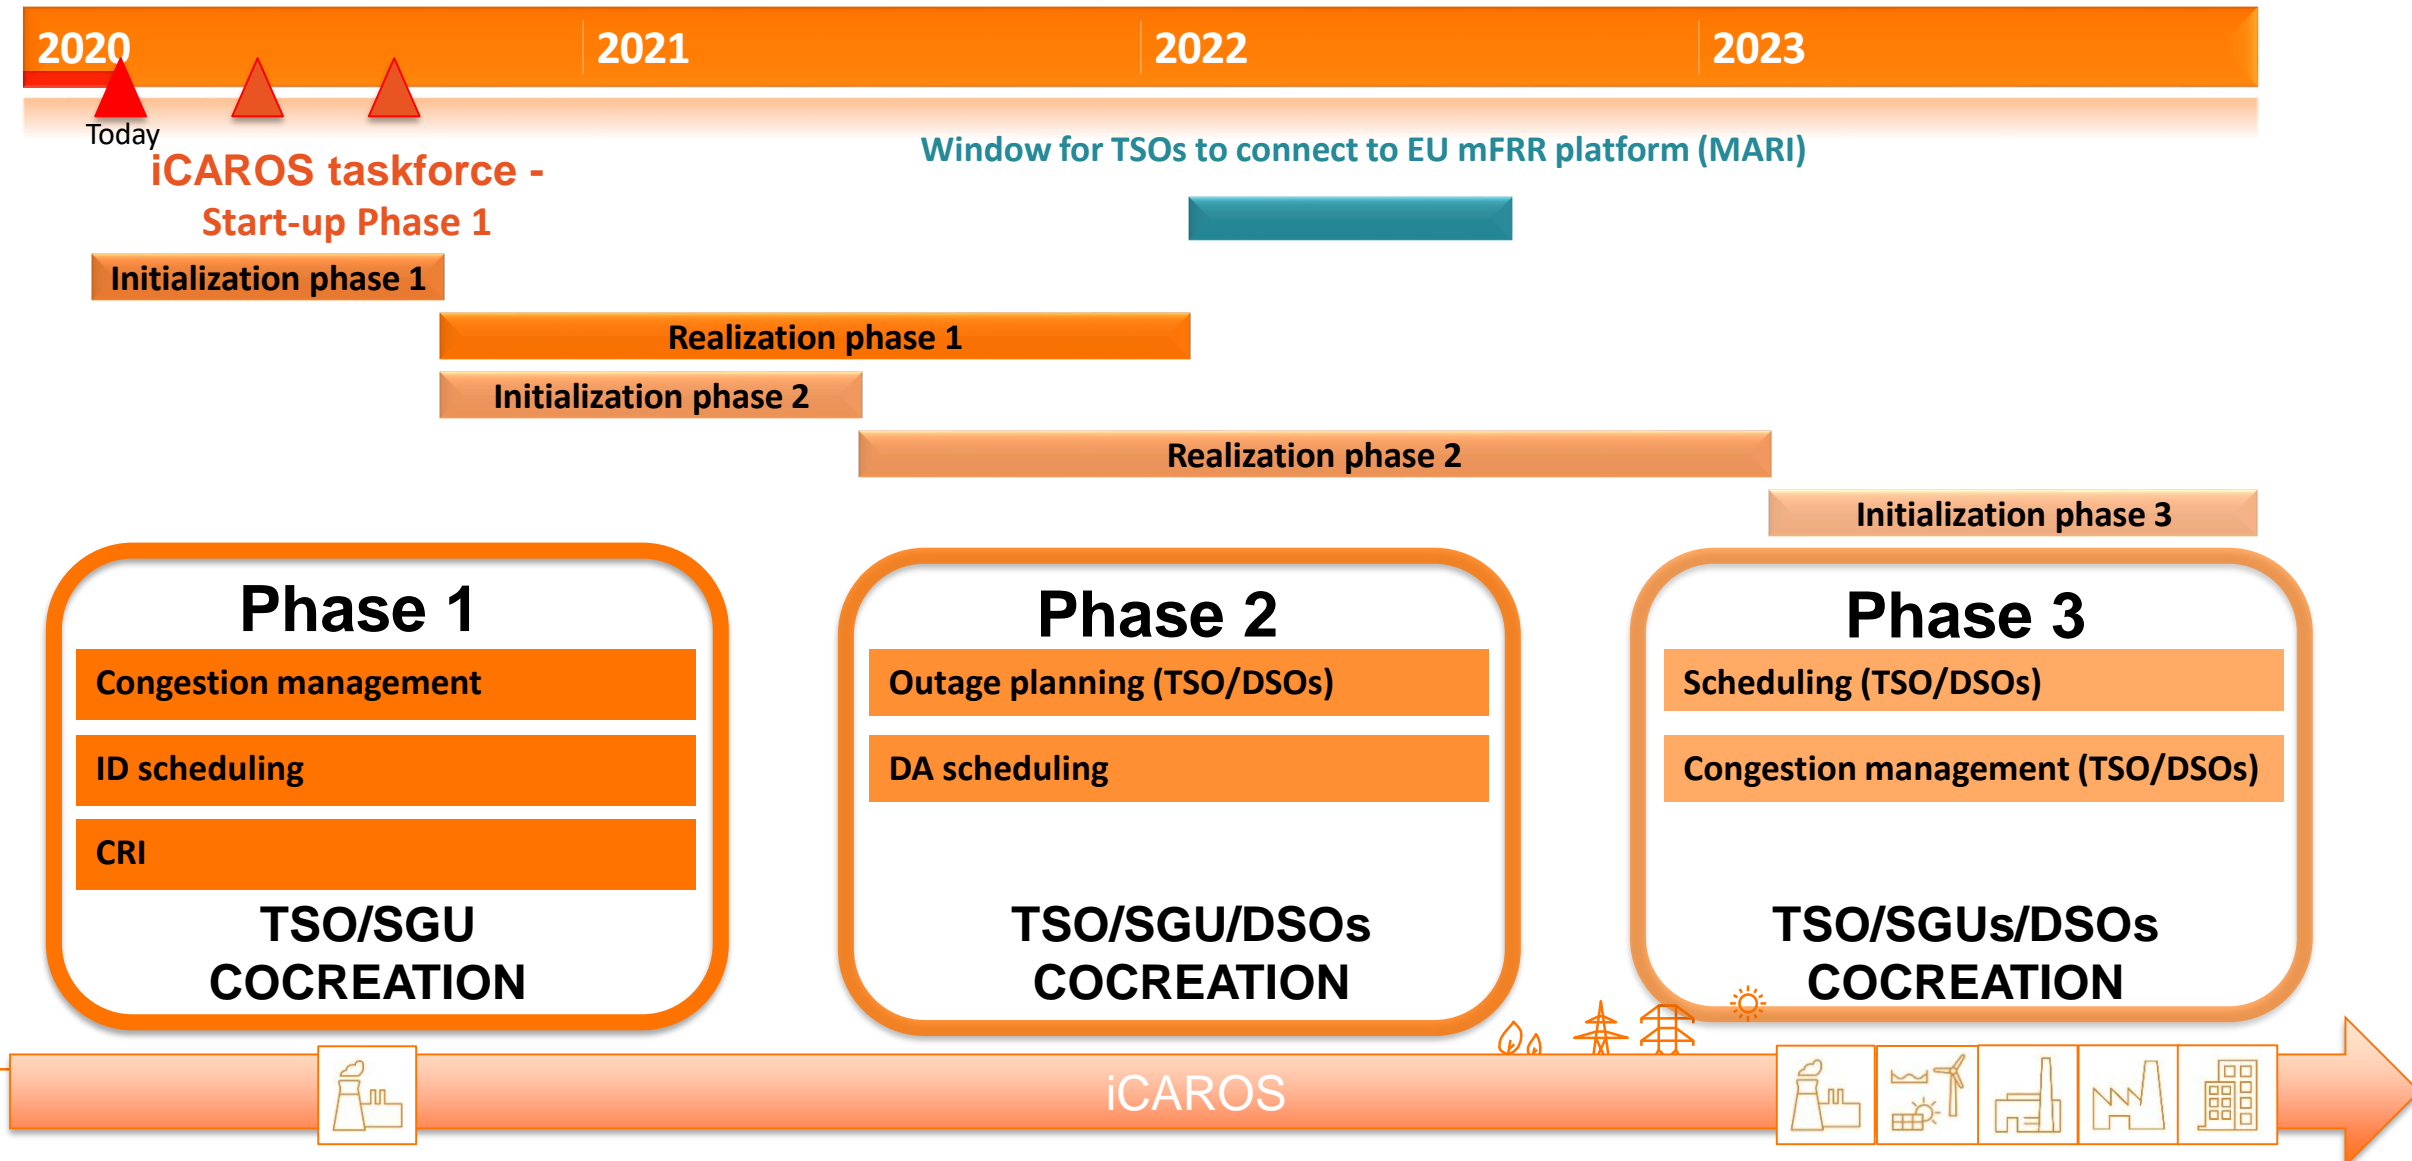 2020
2021
2022
2023
Today
iCAROS taskforce -
Start-up Phase 1
Window for TSOs to connect to EU mFRR platform (MARI)
Initialization phase 1
Realization phase 1
Initialization phase 2
Realization phase 2
Initialization phase 3
Phase 1
Congestion management
ID scheduling
CRI
TSO/SGU
COCREATION
Phase 2
Outage planning (TSO/DSOs)
DA scheduling
TSO/SGU/DSOs
COCREATION
Phase 3
Scheduling (TSO/DSOs)
Congestion management (TSO/DSOs)
TSO/SGUs/DSOs
COCREATION
iCAROS